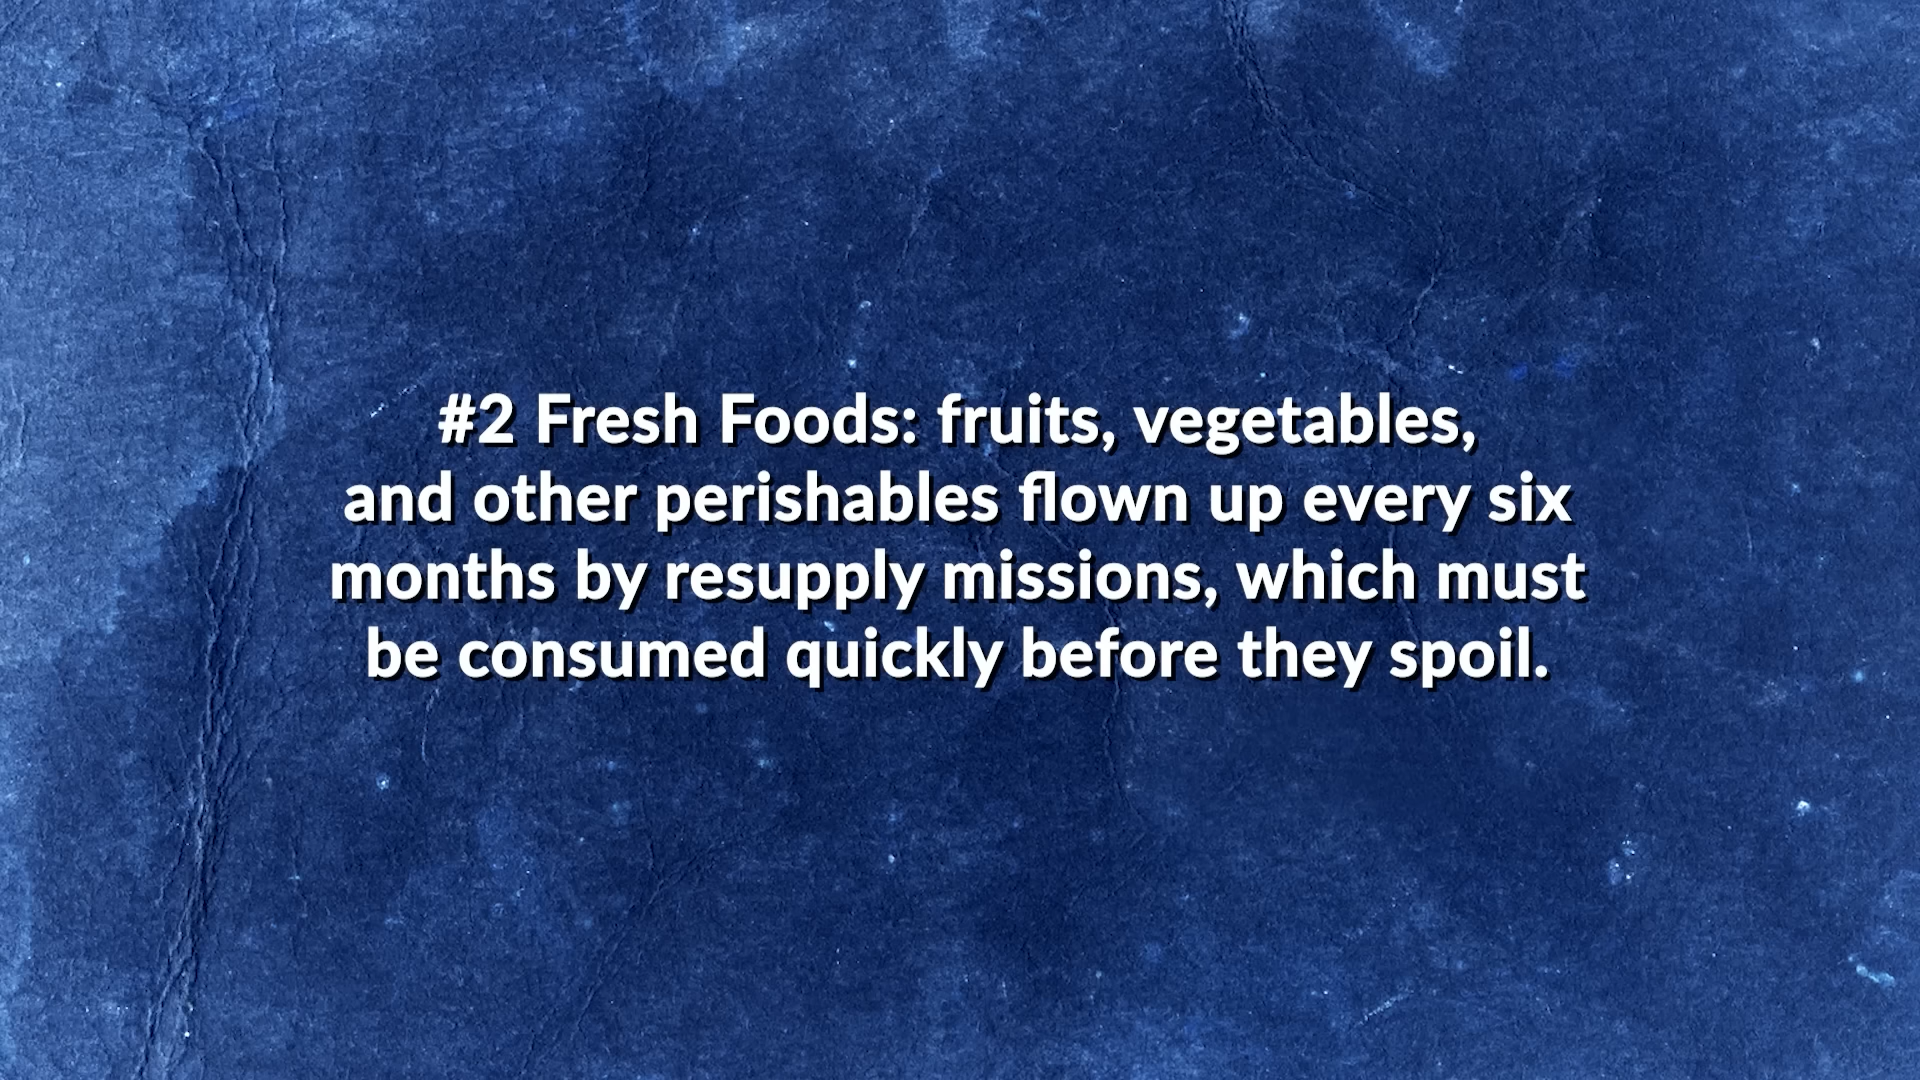 #2 Fresh Foods: fruits, vegetables,
and other perishables flown up every six
months by resupply missions, which must
be consumed quickly before they spoil.